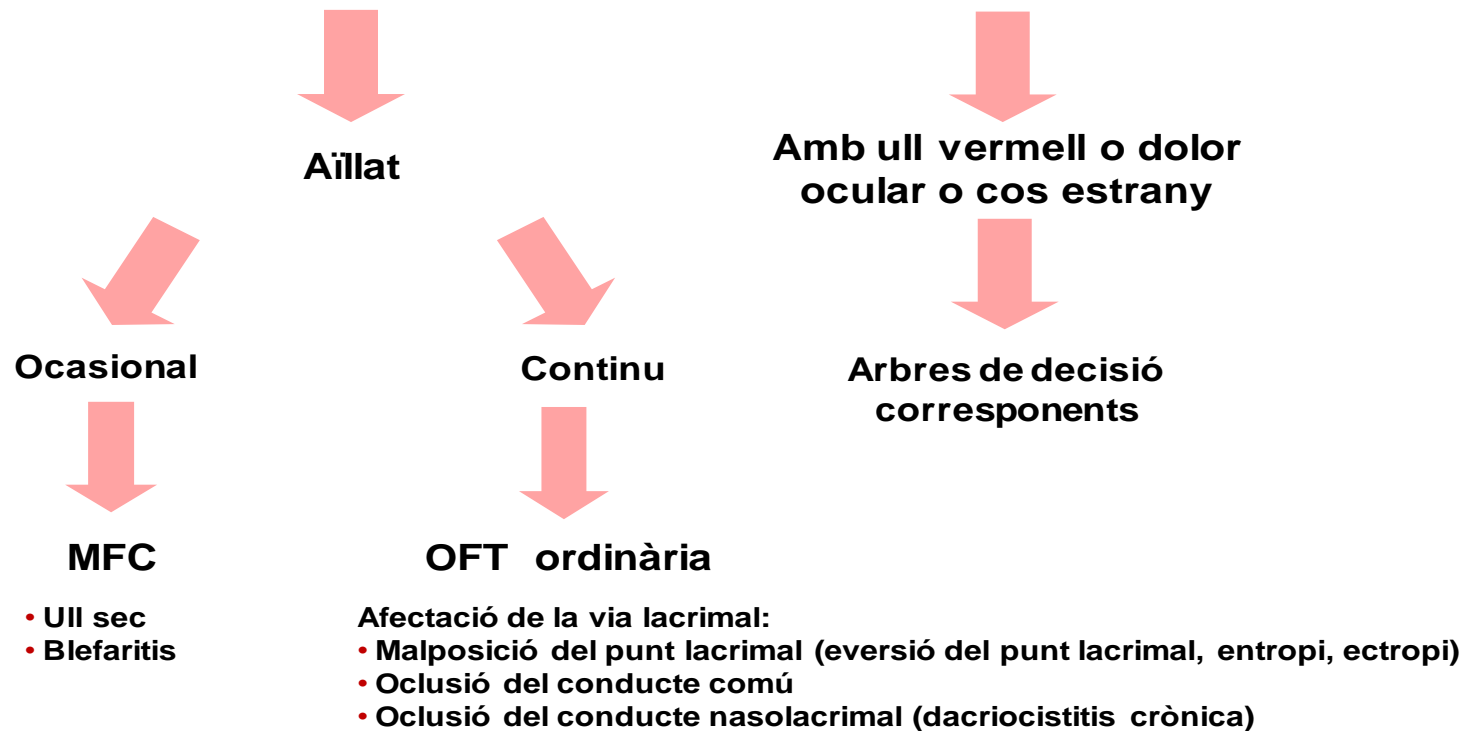 Aïllat
Amb ull vermell o dolor
ocular o cos estrany
Ocasional
Continu
Arbres de decisió
corresponents
MFC
OFT ordinària
• Ull sec
• Blefaritis
Afectació de la via lacrimal:
• Malposició del punt lacrimal (eversió del punt lacrimal, entropi, ectropi)
• Oclusió del conducte comú
• Oclusió del conducte nasolacrimal (dacriocistitis crònica)